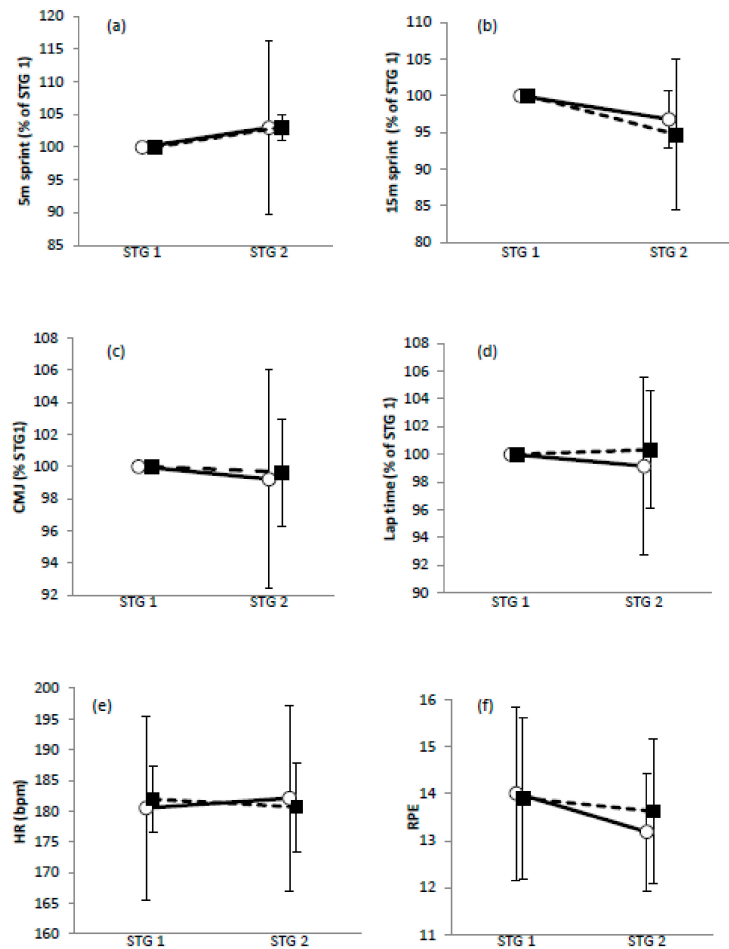 (a)
5m sprint (% of STG 1)
120
115
110
105
100
95
90
85
STG 1
STG 2
(b)
15m sprint (% of STG 1)
120
115
110
105
100
95
90
85
80
STG 1
STG 2
(c)
CMJ (% STG1)
108
106
104
102
100
98
96
94
92
STG 1
STG 2
(d)
Lap time (% of STG 1)
108
106
104
102
100
98
96
94
92
90
STG 1
STG 2
(e)
HR (bpm)
200
195
190
185
180
175
170
165
160
STG 1
STG 2
(f)
RPE
16
15
14
13
12
11
STG 1
STG 2